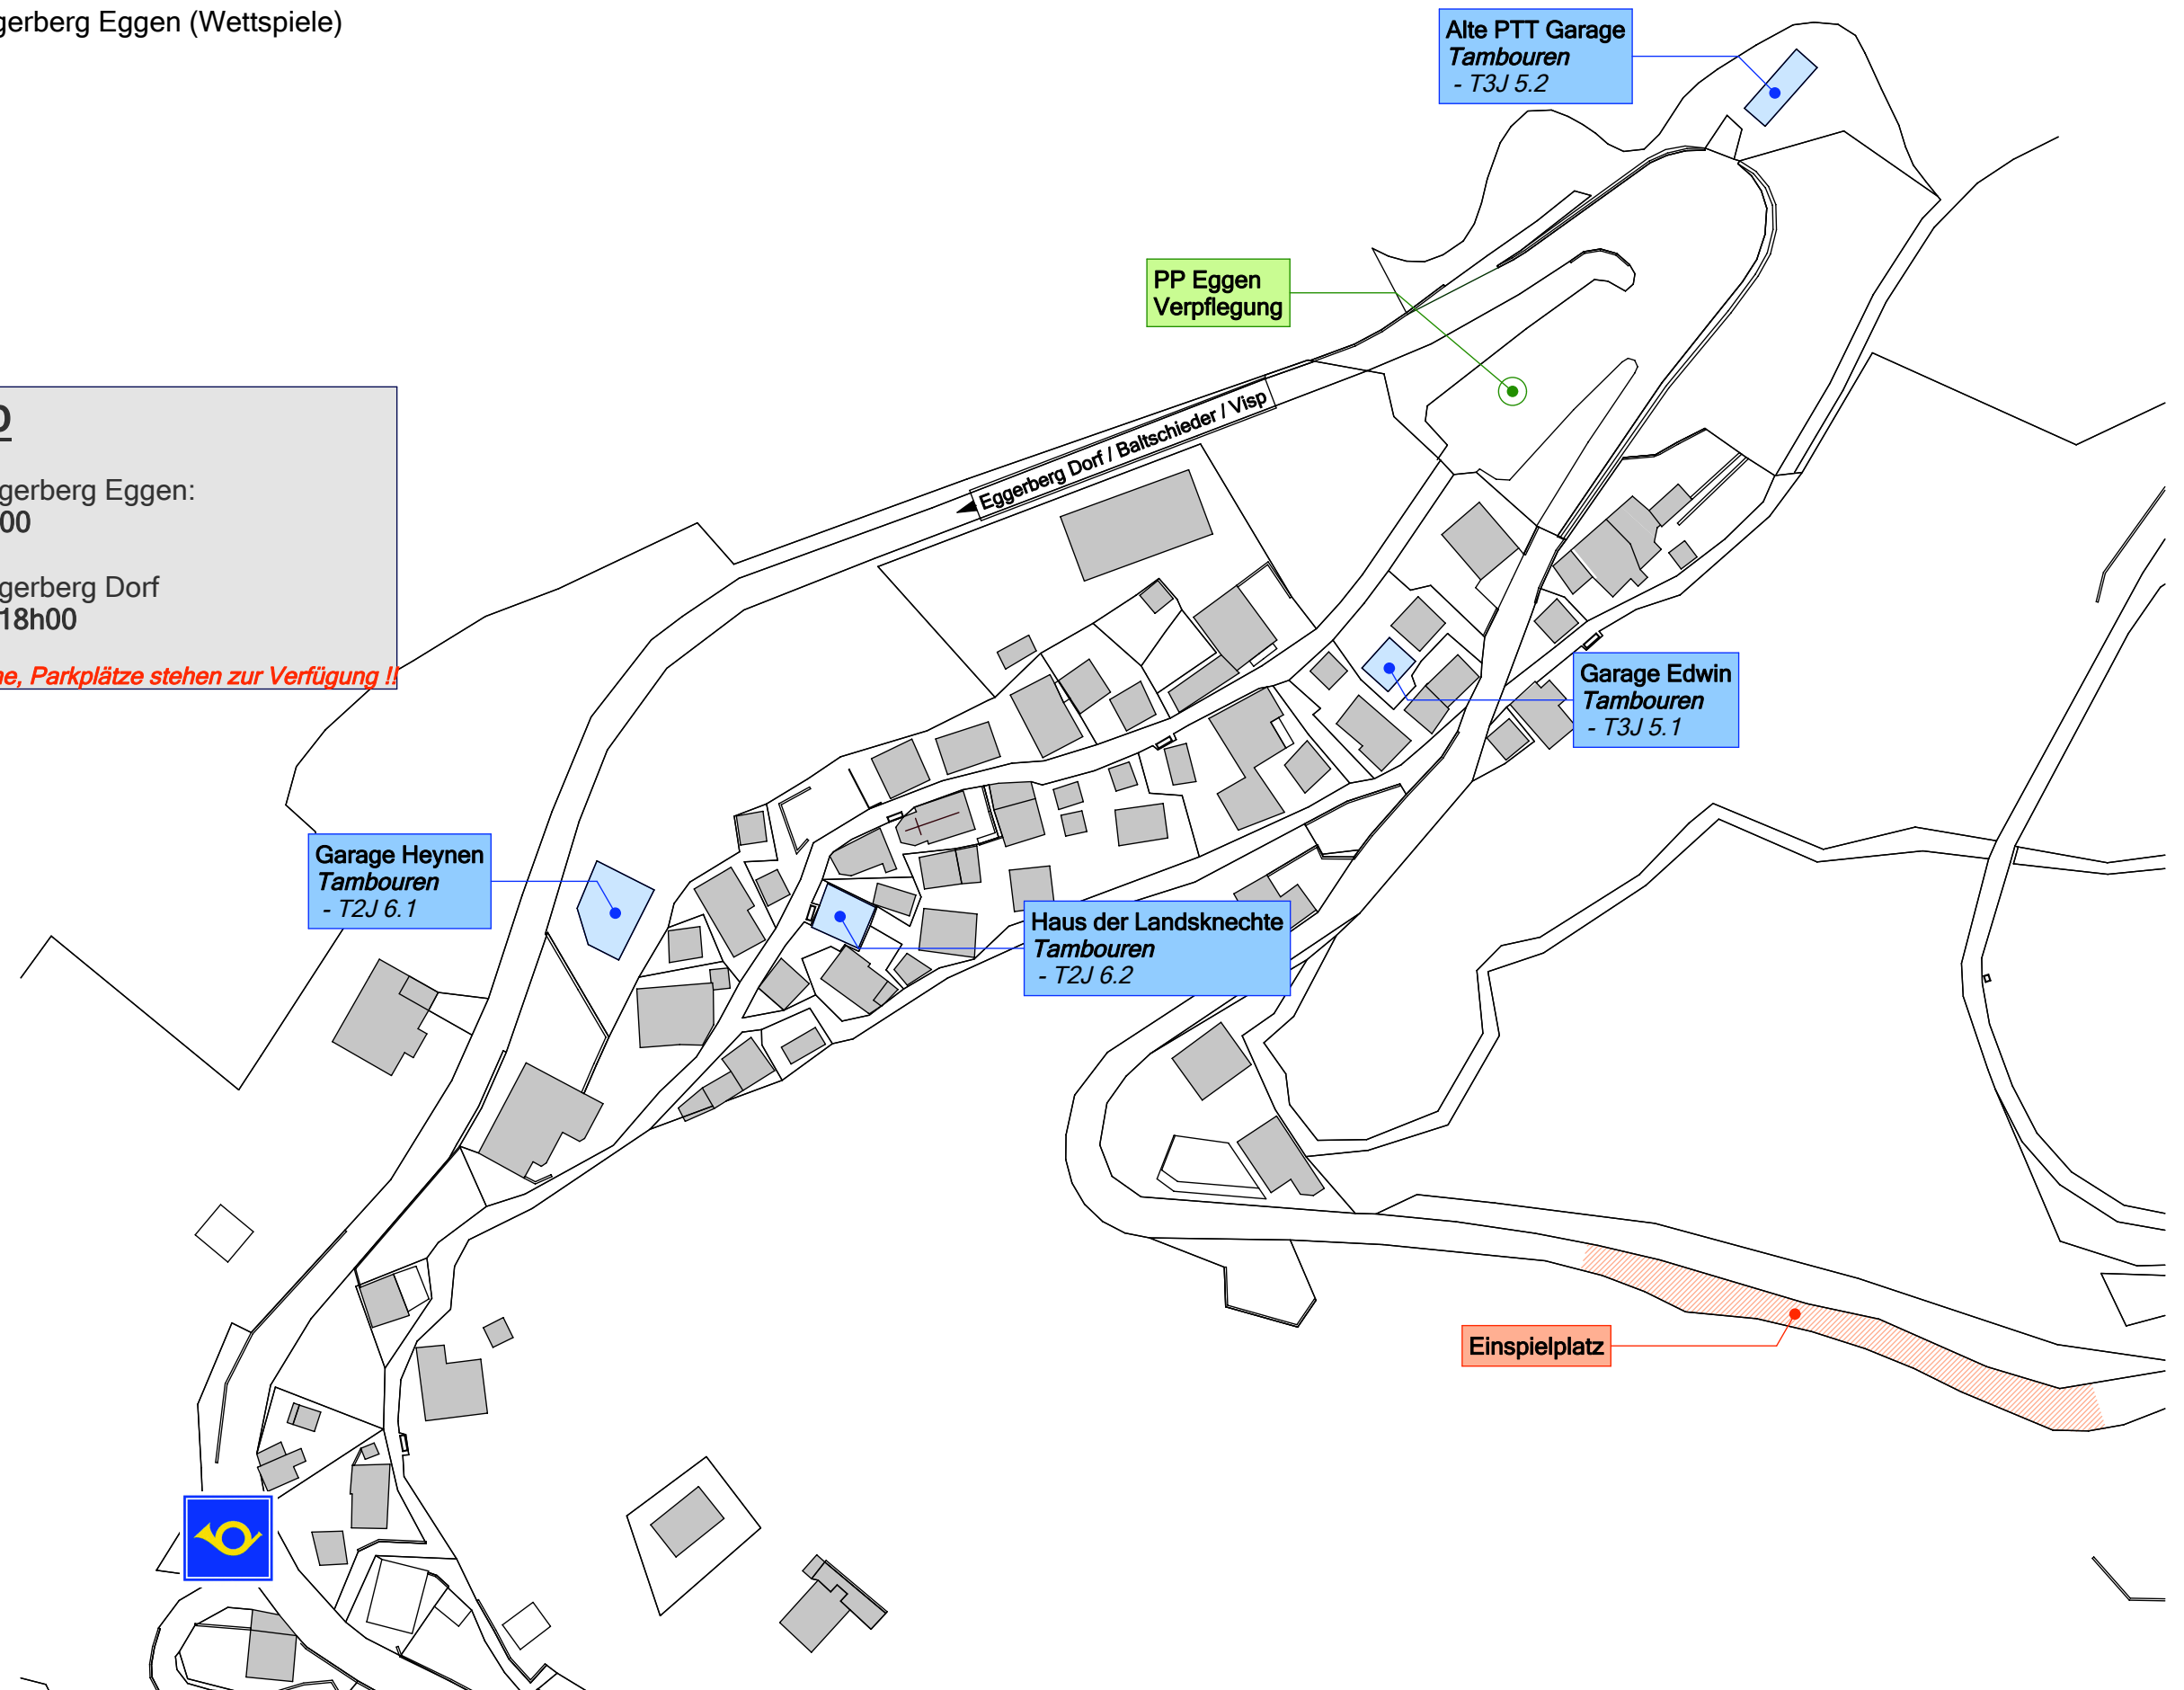 gerberg Eggen (Wettspiele)
Alte PTT Garage
Tambouren
- T3J 5.2
PP Eggen
Verpflegung
Eggerberg Dorf / Baltschieder / Visp
gerberg Eggen:
00
gerberg Dorf
18h00
ne, Parkplätze stehen zur Verfügung !!
Garage Edwin
Tambouren
- T3J 5.1
Garage Heynen
Tambouren
- T2J 6.1
Haus der Landsknechte
Tambouren
- T2J 6.2
Einspielplatz